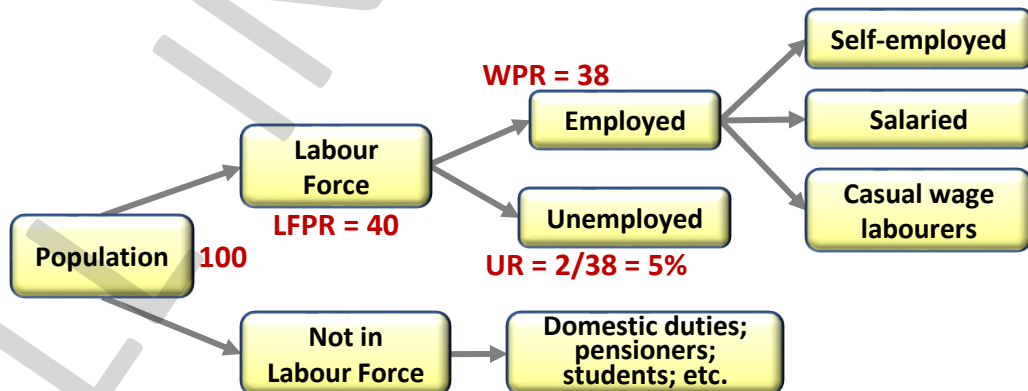 Self-employed
WPR = 38
Employed
Salaried
Labour
Force
Casual wage
labourers
LFPR = 40
Unemployed
Population
100
UR = 2/38 = 5%
Not in
Labour Force
Domestic duties;
pensioners;
students; etc.